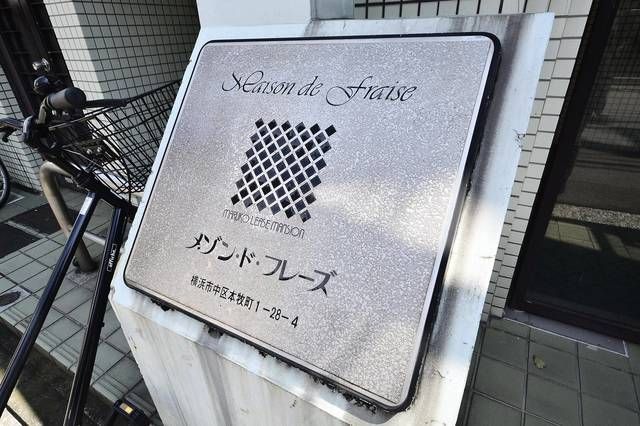 Maison de Fraise
MARUKO LEASE MANSION
メゾン・ド・フレーズ
横浜市中区本牧町1-28-4